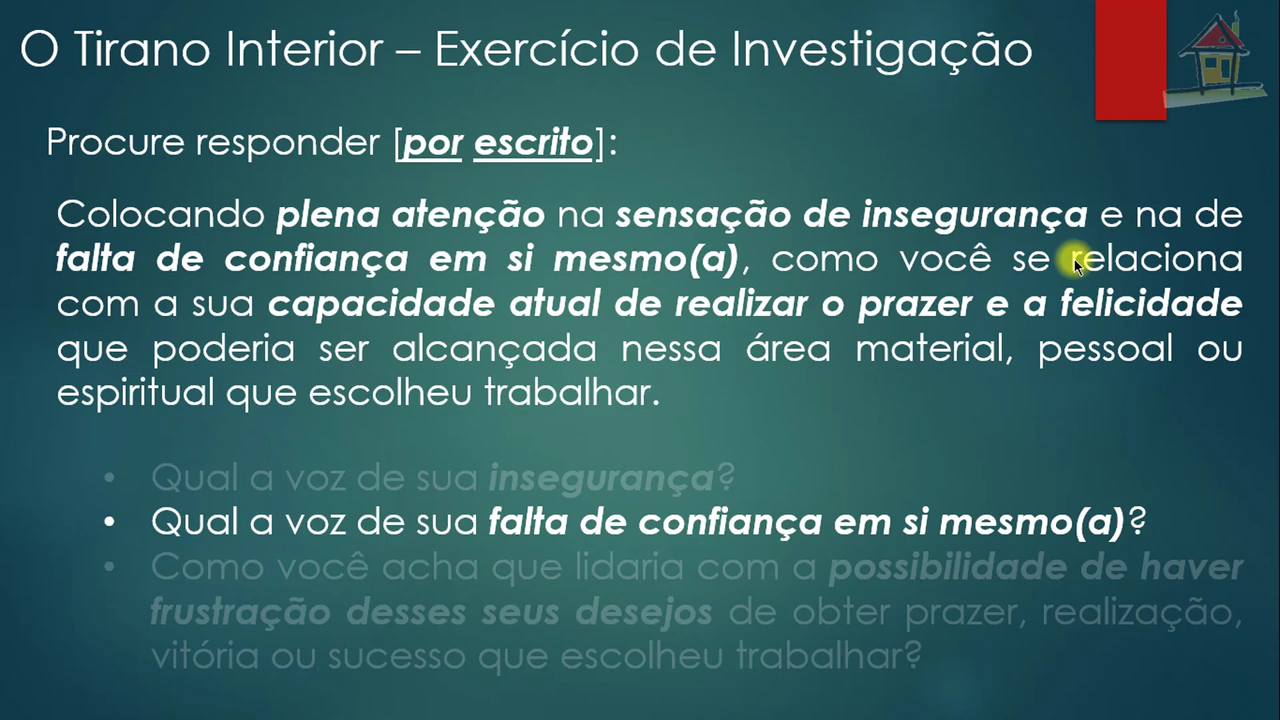 O Tirano Interior – Exercício de Investigação
Procure responder [por escrito]:
Colocando plena atenção na sensação de insegurança e na de
falta de confiança em si mesmo(a), como você se relaciona
com a sua capacidade atual de realizar o prazer e a felicidade
que poderia ser alcançada nessa área material, pessoal ou
espiritual que escolheu trabalhar.
• Qual a voz de sua insegurança?
• Qual a voz de sua falta de confiança em si mesmo(a)?
• Como você acha que lidaria com a possibilidade de haver
frustração desses seus desejos de obter prazer, realização,
vitória ou sucesso que escolheu trabalhar?